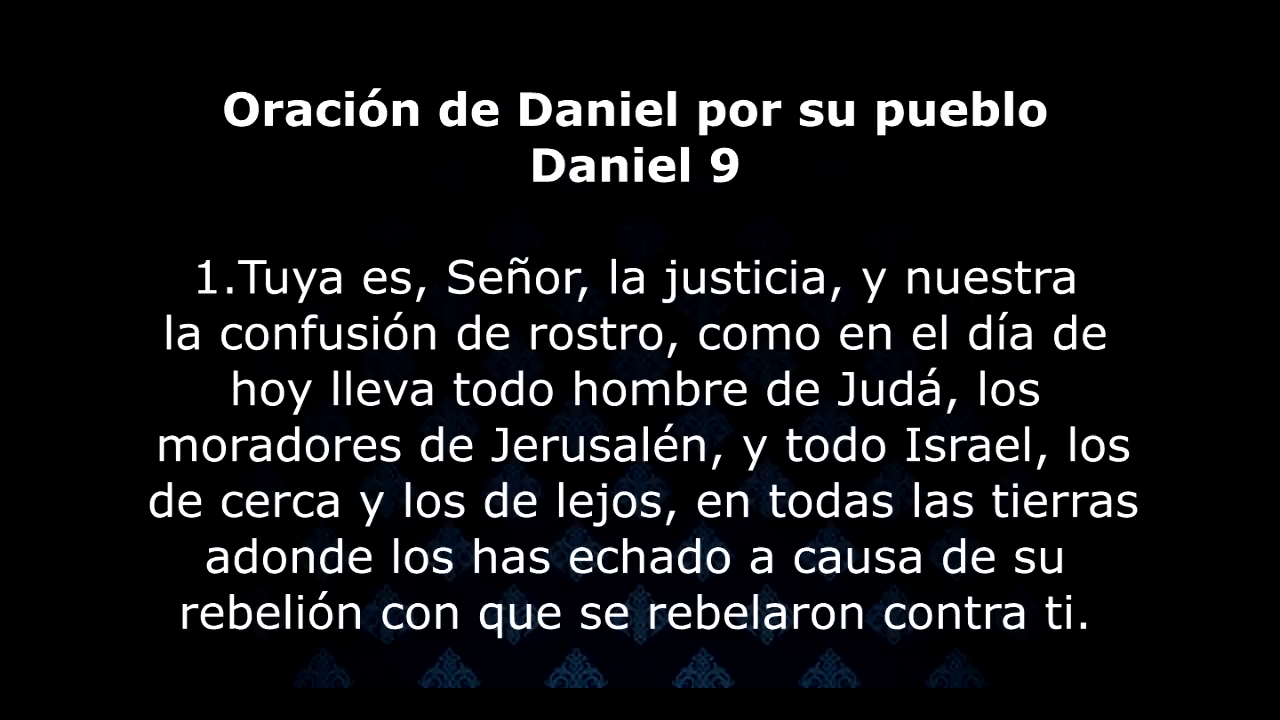 Oración de Daniel por su pueblo
Daniel 9
1.Tuya es, Señor, la justicia, y nuestra
la confusión de rostro, como en el día de
hoy lleva todo hombre de Judá, los
moradores de Jerusalén, y todo Israel, los
de cerca y los de lejos, en todas las tierras
adonde los has echado a causa de su
rebelión con que se rebelaron contra ti.